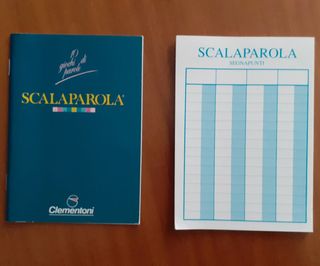 10
giochi di
parole
SCALAPAROLA
Clementoni
SCALAPAROLA
SEGNAPUNTI